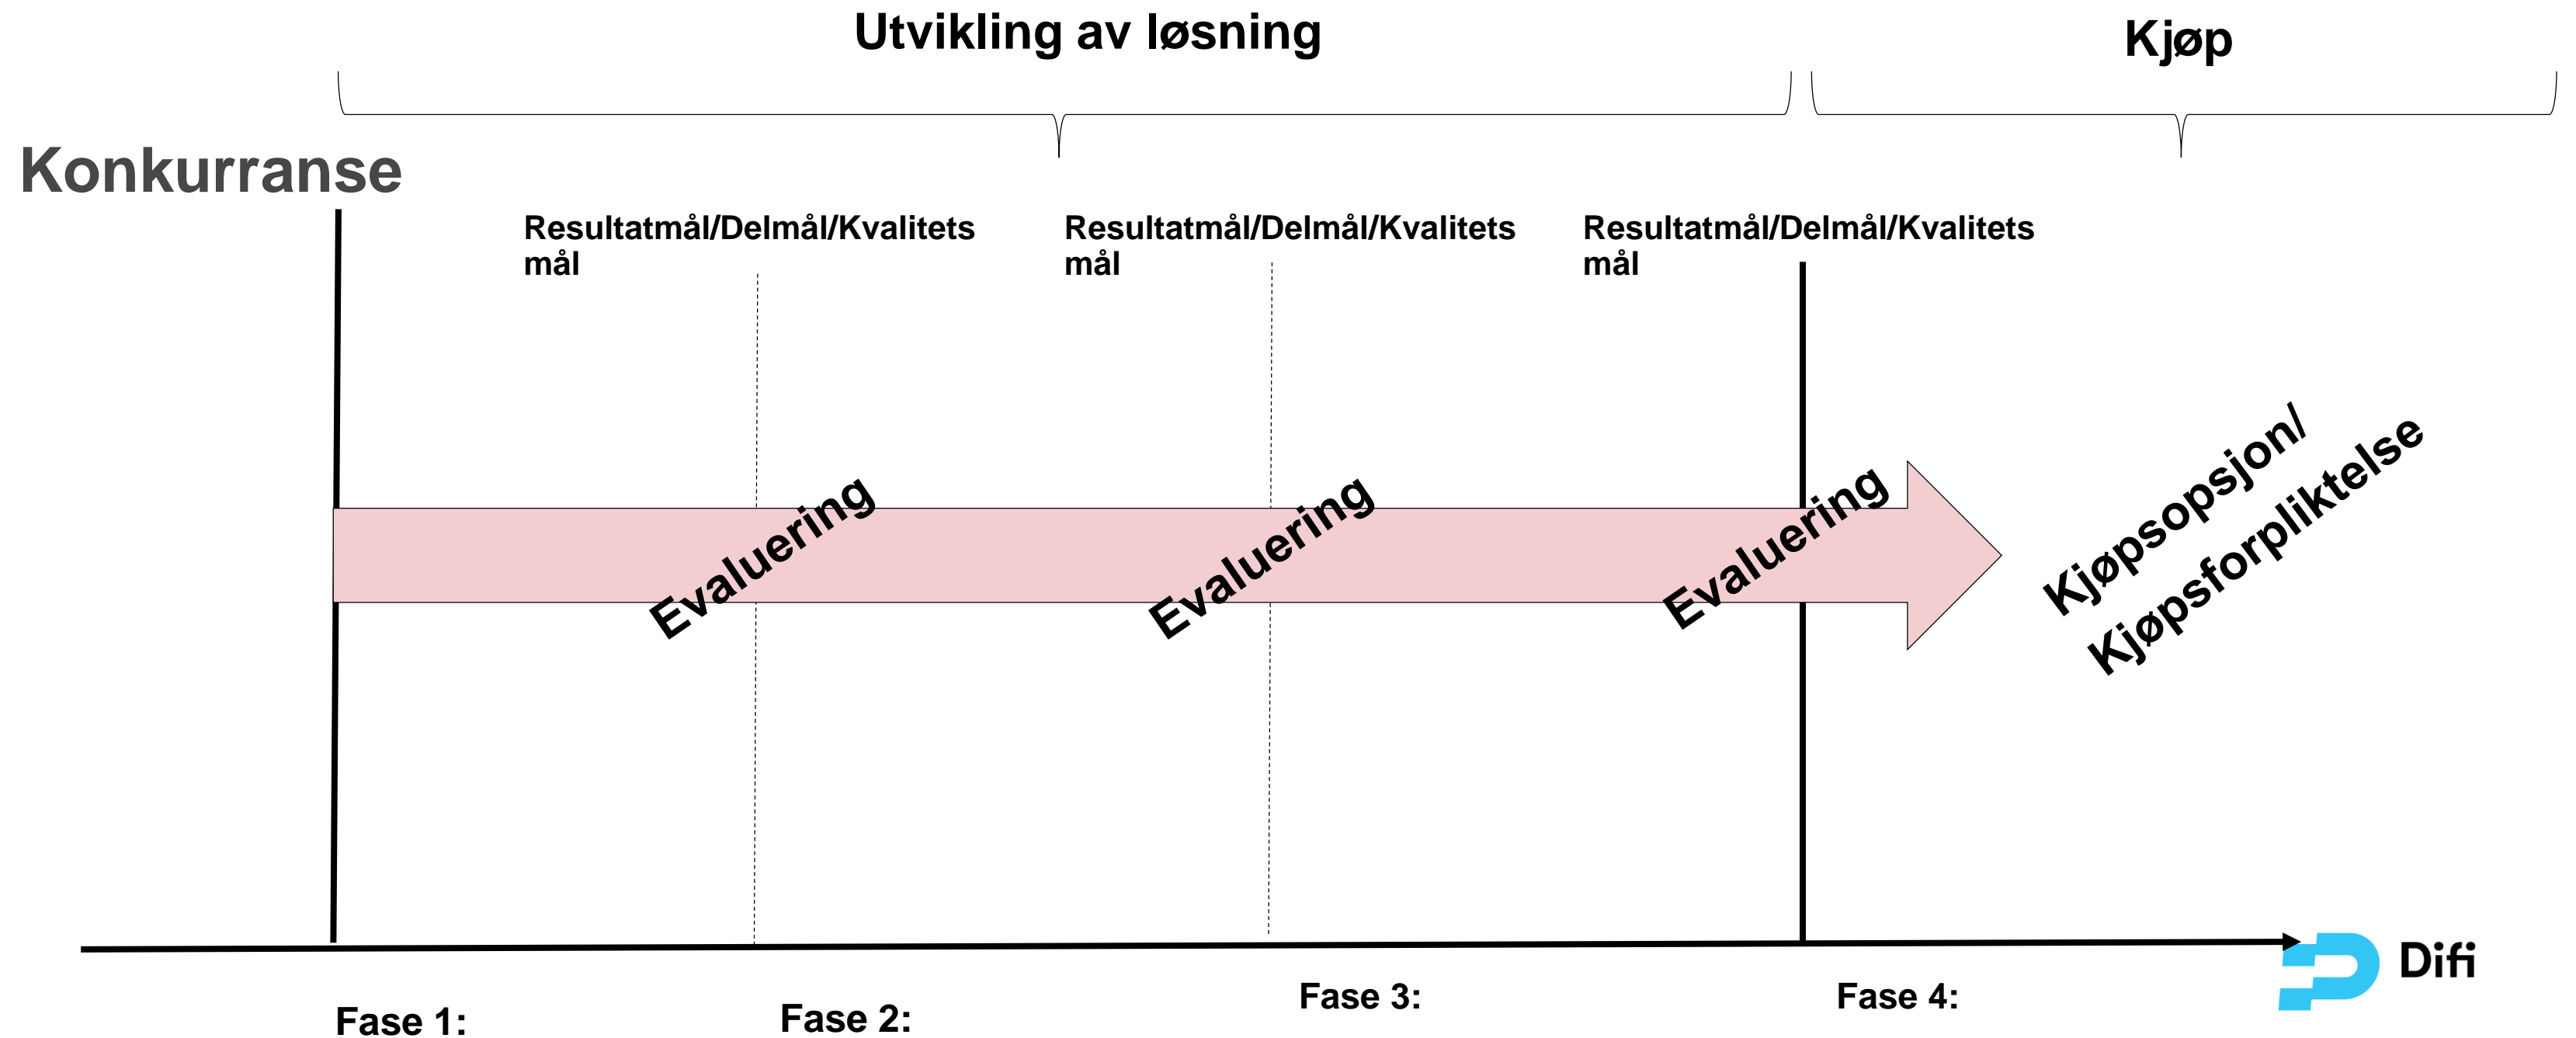 Utvikling av løsning
Kjøp
Konkurranse
Resultatmål/Delmål/Kvalitets
mål
Resultatmål/Delmål/Kvalitets
mål
Resultatmål/Delmål/Kvalitets
mål
Evaluering
Evaluering
Evaluering
Kjøpsopsjon/
Kjøpsforpliktelse
Difi
Fase 1:
Fase 2:
Fase 3:
Fase 4: